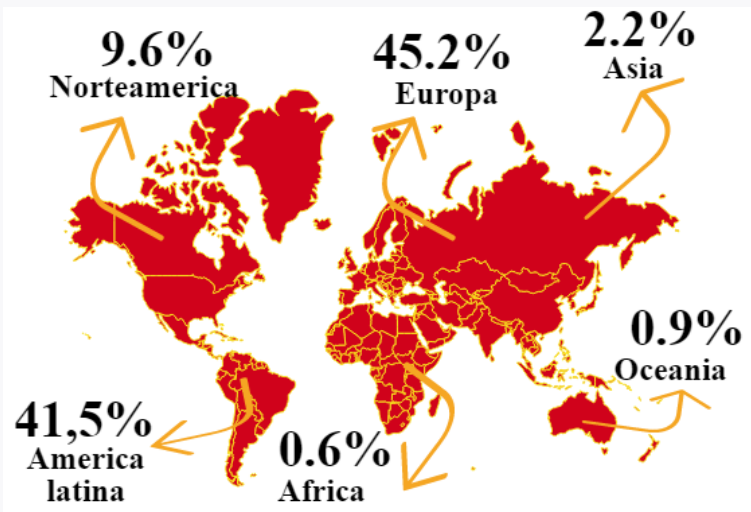 9.6%
Norteamerica
45.2%
Europa
2.2%
Asia
0.9%
Oceania
41,5%
America
latina
0.6%
Africa